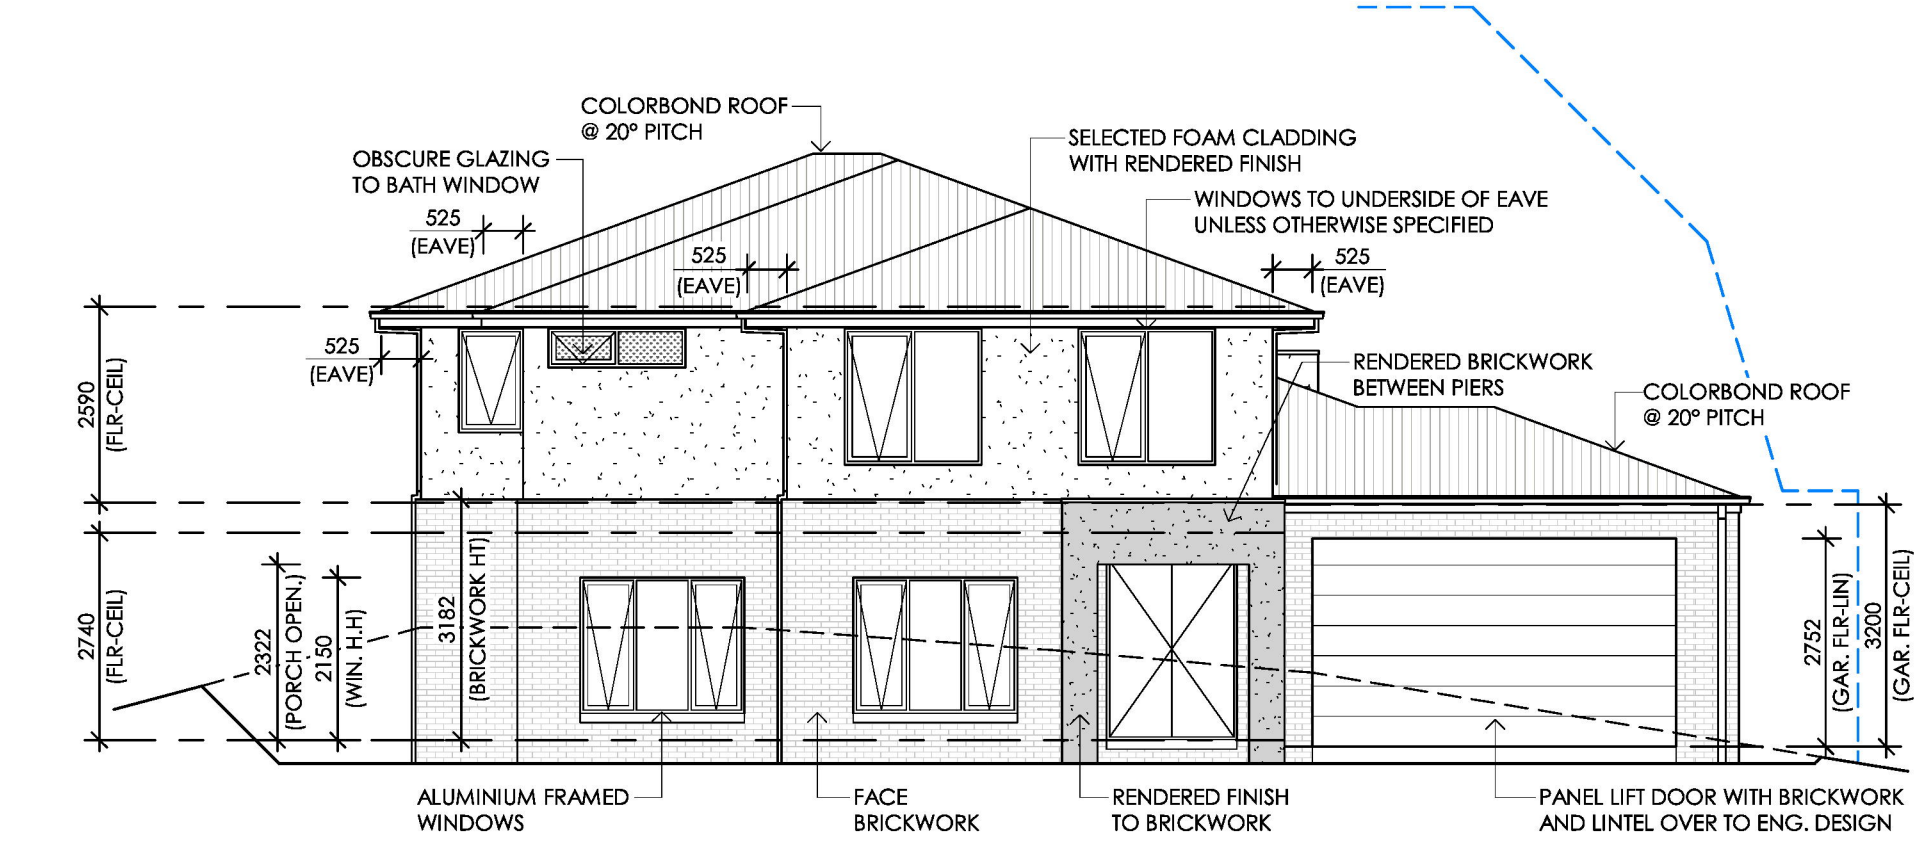 COLORBOND ROOF
@ 20° PITCH
OBSCURE GLAZING
TO BATH WINDOW
SELECTED FOAM CLADDING
WITH RENDERED FINISH
WINDOWS TO UNDERSIDE OF EAVE
UNLESS OTHERWISE SPECIFIED
525
(EAVE)
525
(EAVE)
525
(EAVE)
525
(EAVE)
RENDERED BRICKWORK
BETWEEN PIERS
COLORBOND ROOF
@ 20° PITCH
2590
(FLR-CEIL)
2740
(FLR-CEIL)
2322
(PORCH OPEN.)
2150
(WIN. H.H)
3182
(BRICKWORK HT)
2752
(GAR. FLR-LIN)
3200
(GAR. FLR-CEIL)
ALUMINIUM FRAMED
WINDOWS
FACE
BRICKWORK
RENDERED FINISH
TO BRICKWORK
PANEL LIFT DOOR WITH BRICKWORK
AND LINTEL OVER TO ENG. DESIGN